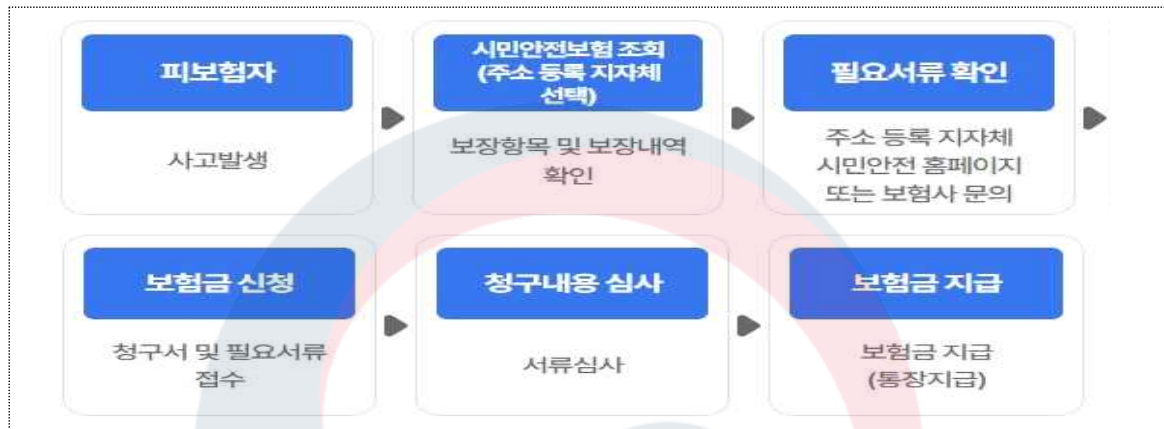 피보험자
사고발생
시민안전보험 조회
(주소 등록 지자체
선택)
보장항목 및 보장내역
확인
필요서류 확인
주소 등록 지자체
시민안전 홈페이지
또는 보험사 문의
보험금 신청
청구서 및 필요서류
접수
청구내용 심사
서류심사
보험금 지급
보험금 지급
(통장지급)